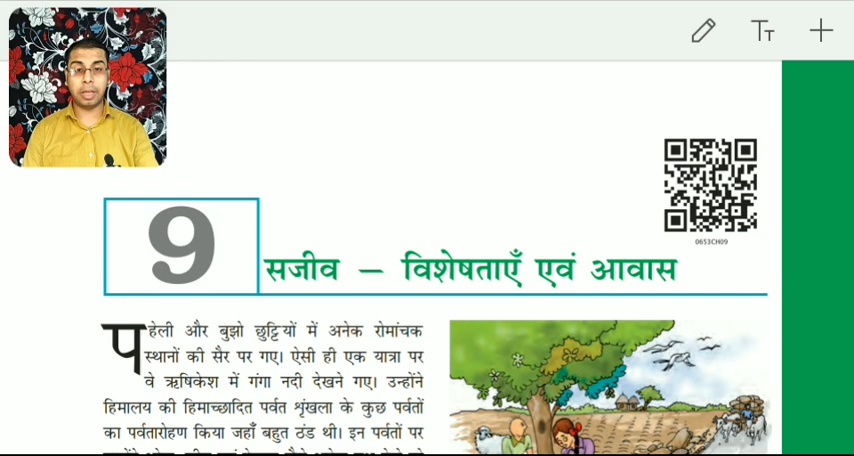 Tт
0653CH09
9
सजीव – विशेषताएँ एवं आवास
पहेली और बुझो छुट्टियों में अनेक रोमांचक
स्थानों की सैर पर गए। ऐसी ही एक यात्रा पर
वे ऋषिकेश में गंगा नदी देखने गए। उन्होंने
हिमालय की हिमाच्छादित पर्वत शृंखला के कुछ पर्वतों
का पर्वतारोहण किया जहाँ बहुत ठंड थी। इन पर्वतों पर